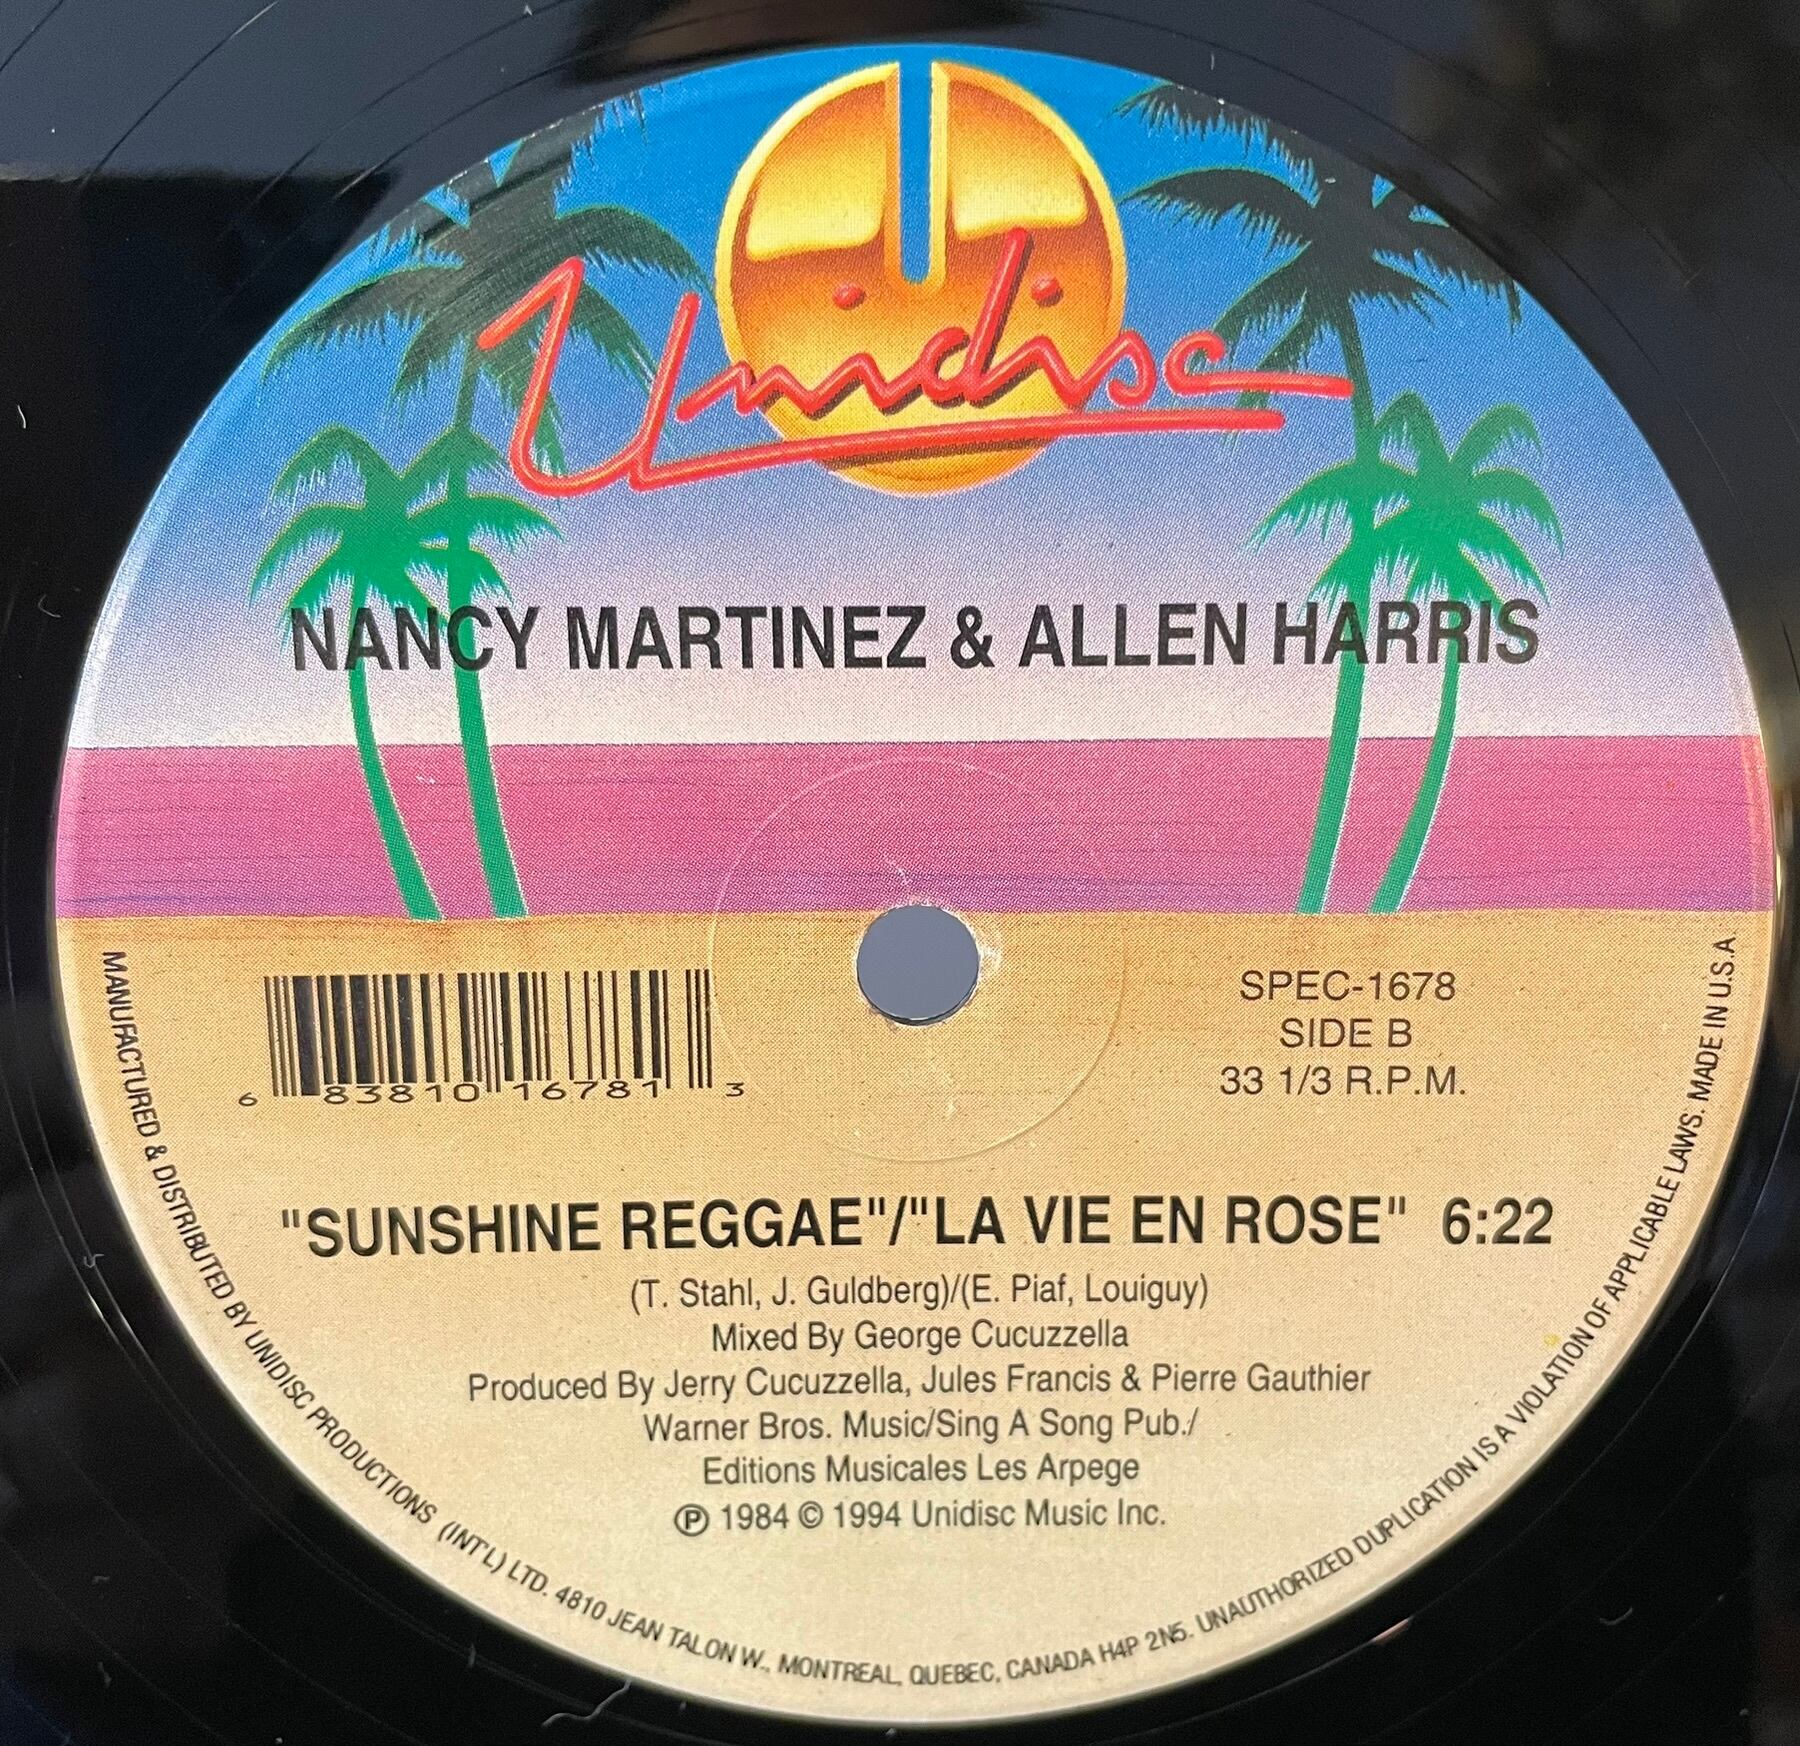 Unidisc
NANCY MARTINEZ & ALLEN HARRIS
SPEC-1678
SIDE B
33 1/3 R.P.M.
6 83810 16781 3
"SUNSHINE REGGAE"/"LA VIE EN ROSE" 6:22
(T. Stahl, J. Guldberg)/(E. Piaf, Louiguy)
Mixed By George Cucuzzella
Produced By Jerry Cucuzzella, Jules Francis & Pierre Gauthier
Warner Bros. Music/Sing A Song Pub./
Editions Musicales Les Arpege
℗ 1984 © 1994 Unidisc Music Inc.
MANUFACTURED & DISTRIBUTED BY UNIDISC PRODUCTIONS (INT'L) LTD. 4810 JEAN TALON W., MONTREAL, QUEBEC, CANADA H4P 2N5. UNAUTHORIZED DUPLICATION IS A VIOLATION OF APPLICABLE LAWS. MADE IN U.S.A